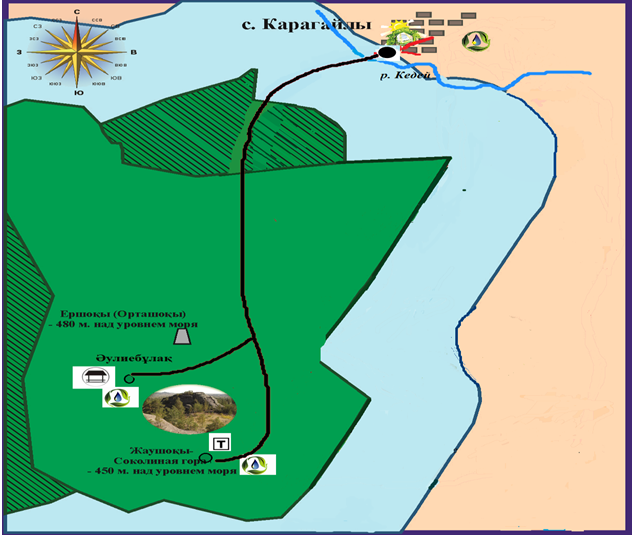 с. Карагайлы
р. Кедей
С
ССЗ
ССВ
СЗ
СВ
ЗСЗ
ВСВ
З
В
ЗЮЗ
ВЮВ
ЮЗ
ЮВ
ЮЮЗ
ЮЮВ
Ю
Ершоқы (Орташоқы)
- 480 м. над уровнем моря
Әулиебұлақ
Т
Жаушоқы-
Соколиная гора
- 450 м. над уровнем моря